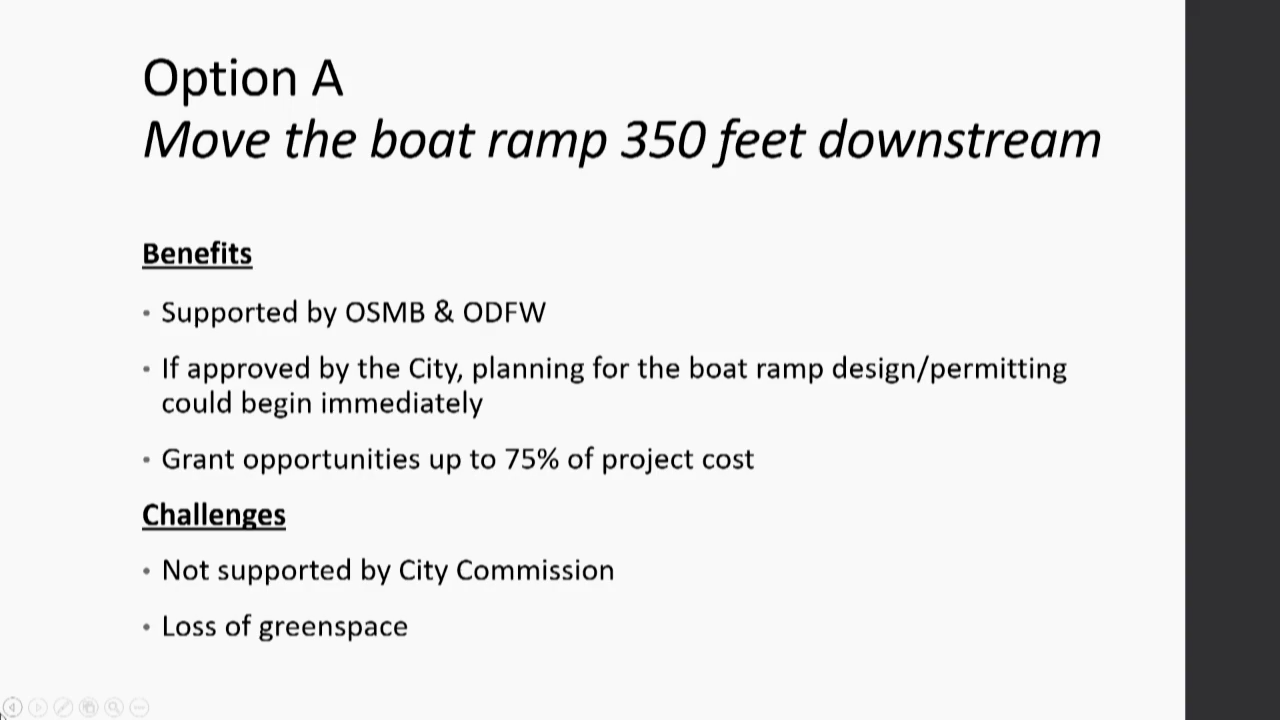 Option A
Move the boat ramp 350 feet downstream
Benefits
• Supported by OSMB & ODFW
• If approved by the City, planning for the boat ramp design/permitting
could begin immediately
• Grant opportunities up to 75% of project cost
Challenges
• Not supported by City Commission
• Loss of greenspace